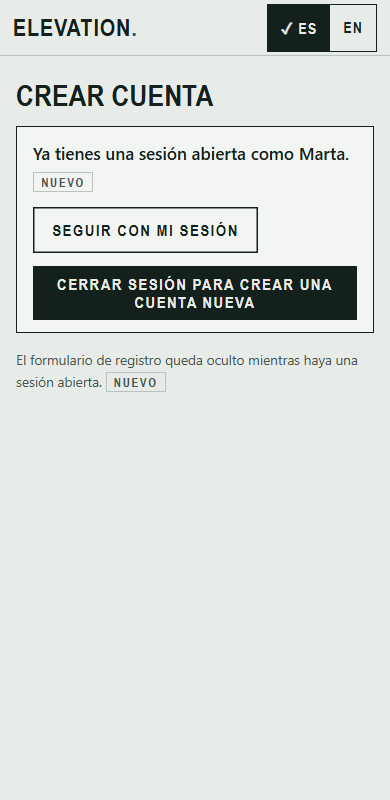 ELEVATION.
✓ ES
EN
CREAR CUENTA
Ya tienes una sesión abierta como Marta.
NUEVO
SEGUIR CON MI SESIÓN
CERRAR SESIÓN PARA CREAR UNA
CUENTA NUEVA
El formulario de registro queda oculto mientras haya una
sesión abierta. NUEVO